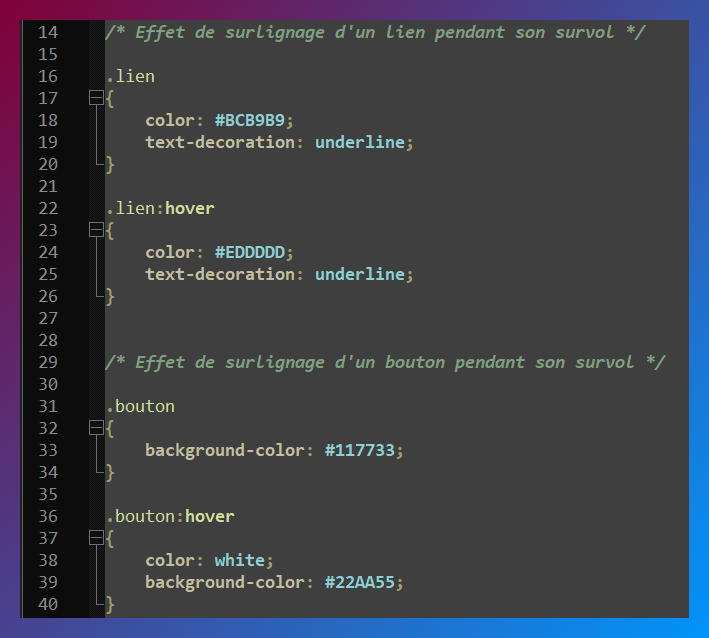 14 /* Effet de surlignage d'un lien pendant son survol */
15
16 .lien
17 {
18 color: #BCB9B9;
19 text-decoration: underline;
20 }
21
22 .lien:hover
23 {
24 color: #EDDDDD;
25 text-decoration: underline;
26 }
27
28
29 /* Effet de surlignage d'un bouton pendant son survol */
30
31 .bouton
32 {
33 background-color: #117733;
34 }
35
36 .bouton:hover
37 {
38 color: white;
39 background-color: #22AA55;
40 }